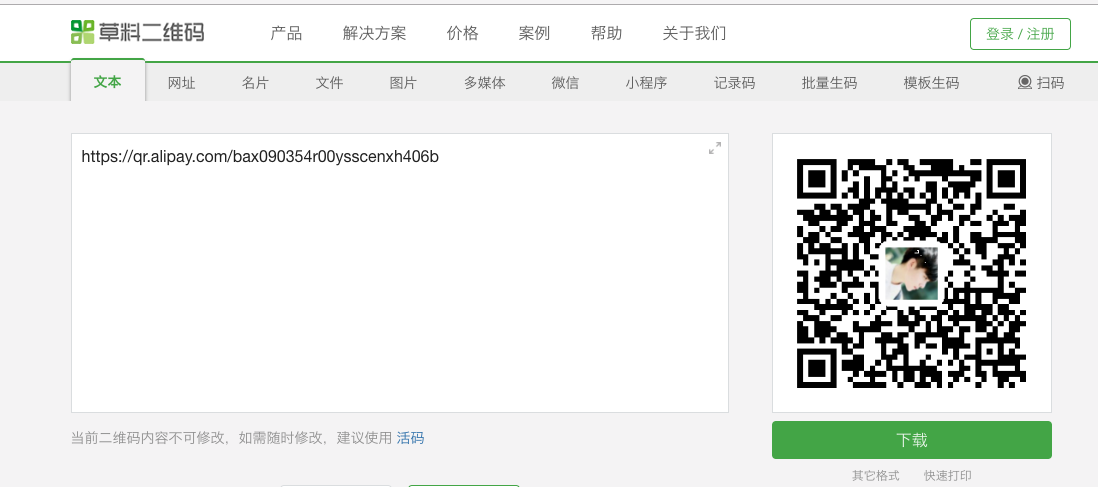 草料二维码 产品 解决方案 价格 案例 帮助 关于我们 登录 / 注册
文本 网址 名片 文件 图片 多媒体 微信 小程序 记录码 批量生码 模板生码 扫码
https://qr.alipay.com/bax090354r00ysscenxh406b
当前二维码内容不可修改，如需随时修改，建议使用 活码
下载
其它格式 快速打印